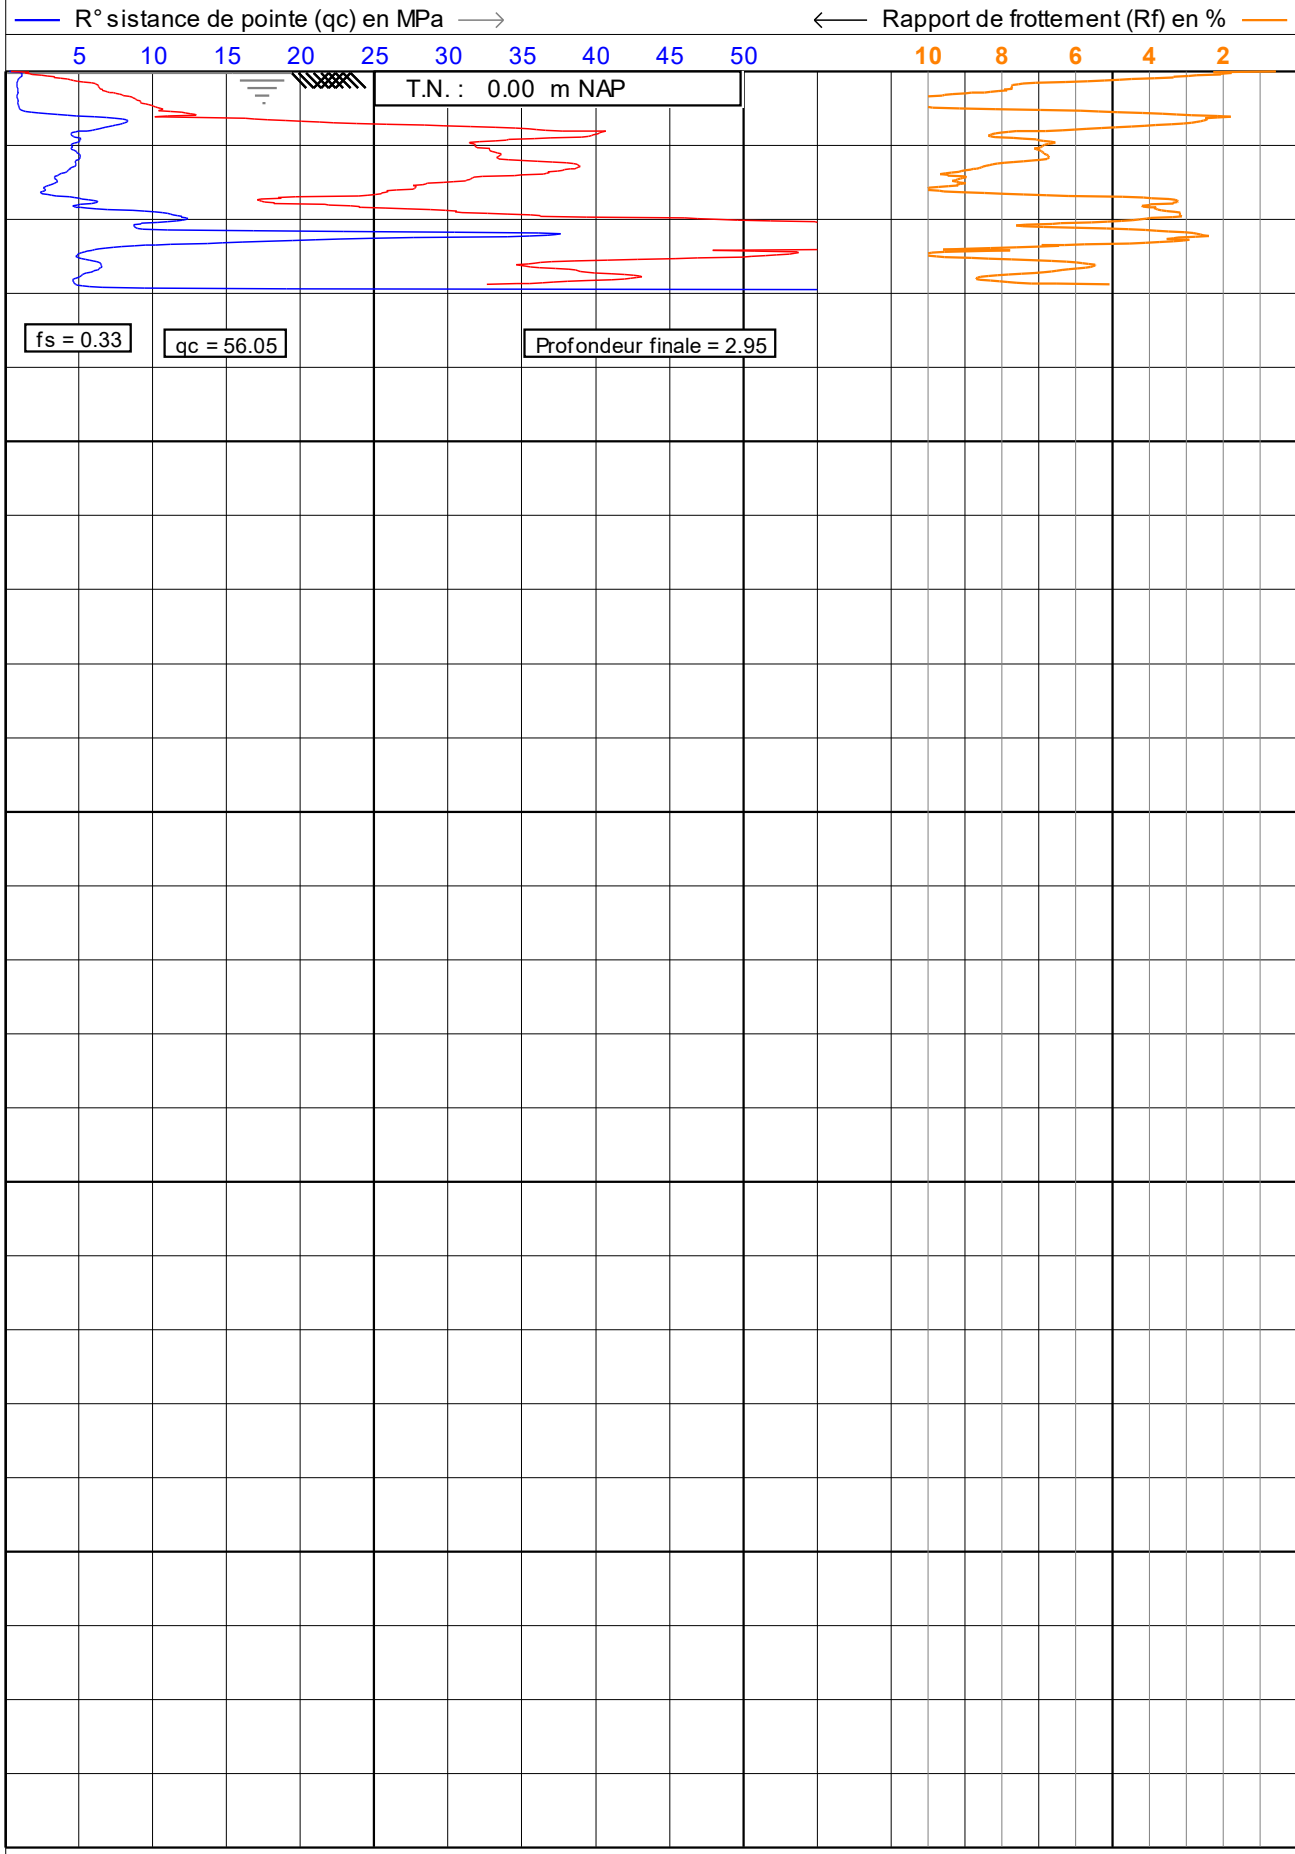 R° sistance de pointe (qc) en MPa
Rapport de frottement (Rf) en %
5 10 15 20 25 30 35 40 45 50
10 8 6 4 2
T.N. : 0.00 m NAP
fs = 0.33
qc = 56.05
Profondeur finale = 2.95